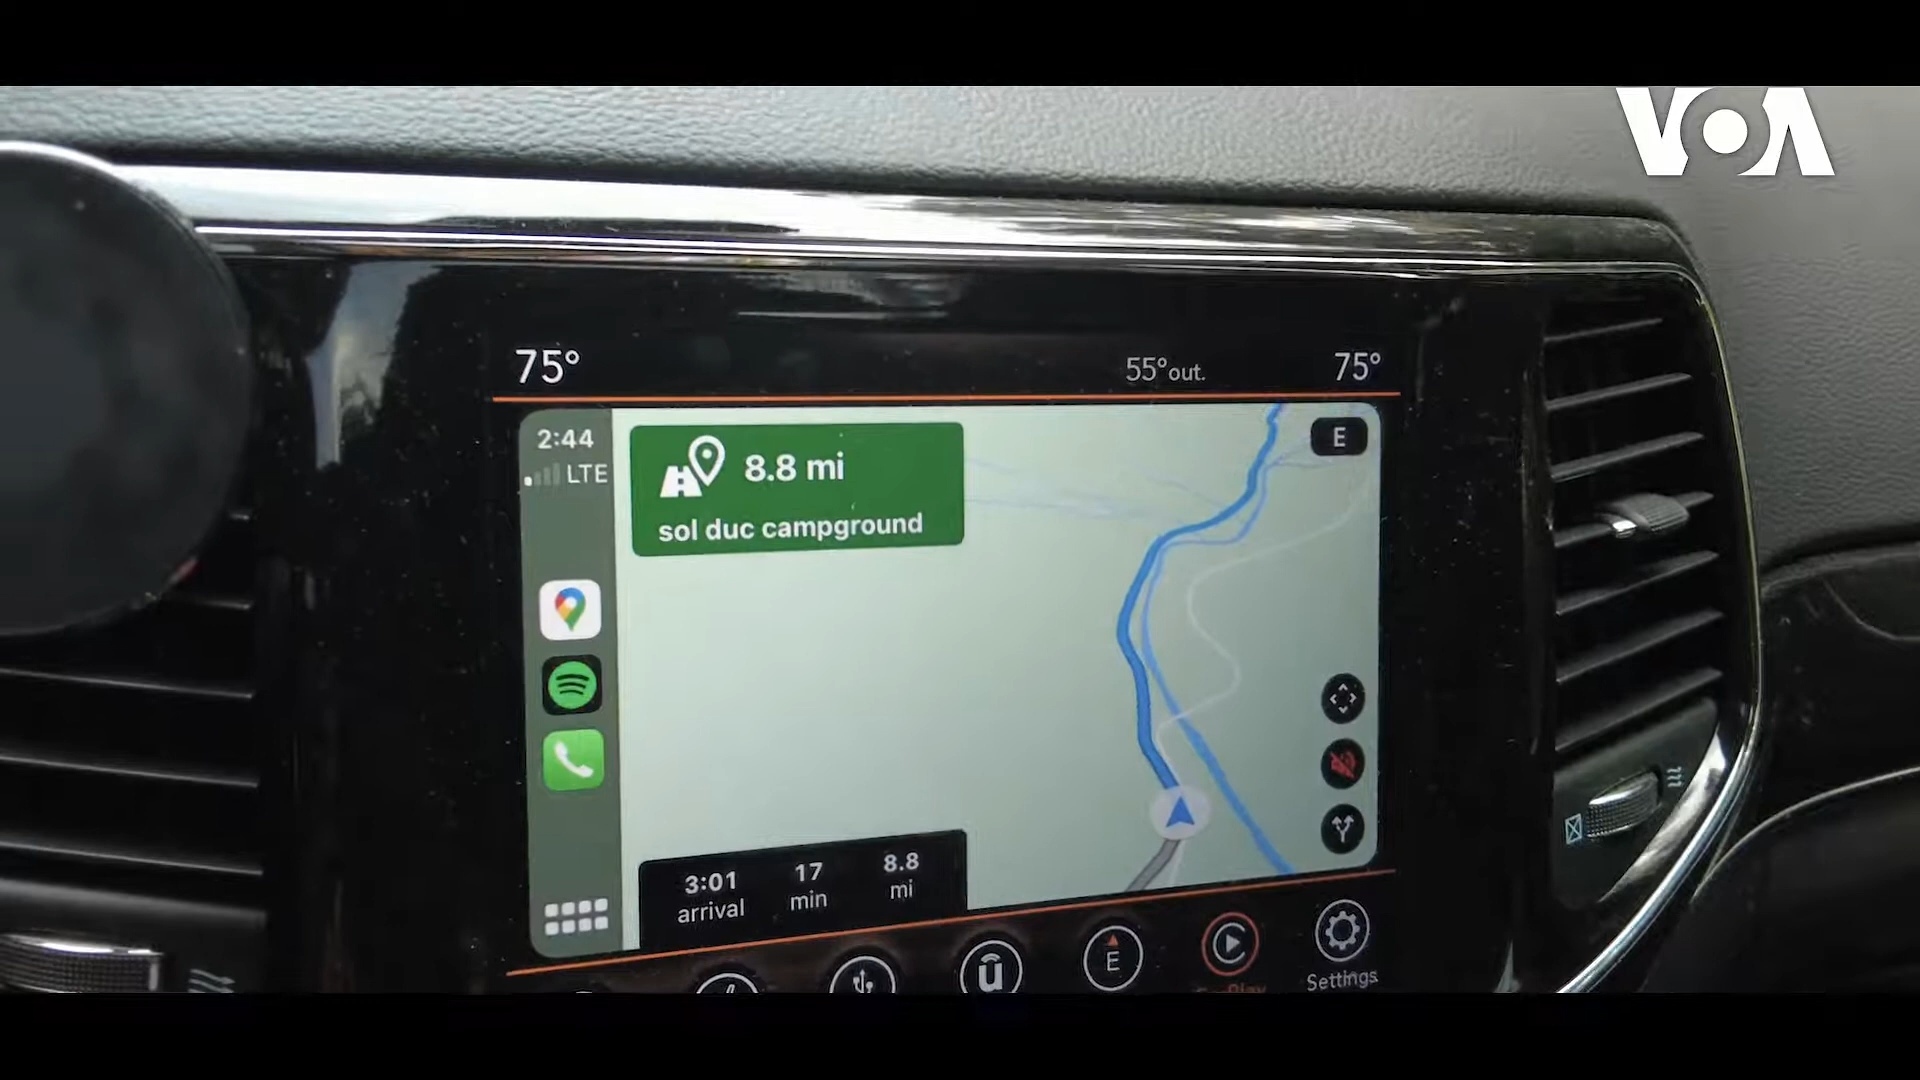 VOA
75°
55°out.
75°
2:44
LTE
8.8 mi
sol duc campground
E
3:01
arrival
17
min
8.8
mi
E
CarPlay
Settings